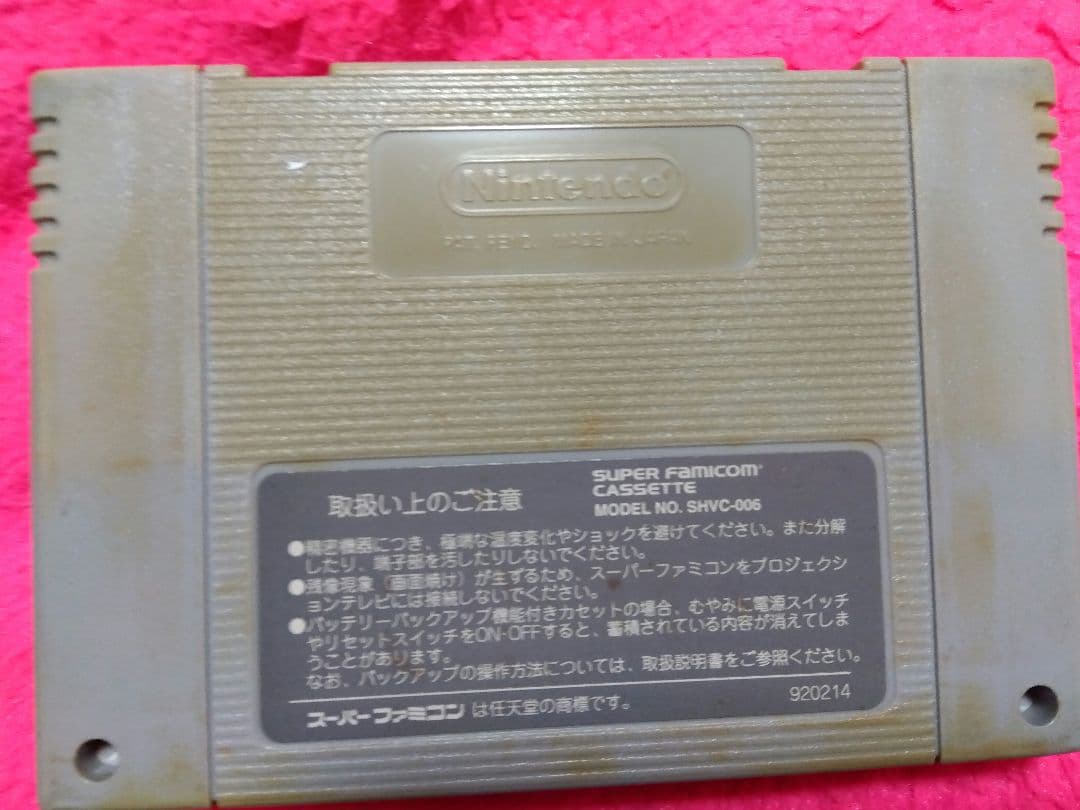 Nintendo
PAT. PEND. MADE IN JAPAN
取扱い上のご注意
SUPER FAMICOM
CASSETTE
MODEL NO. SHVC-006
●精密機器につき、極端な温度変化やショックを避けてください。また分解
したり、端子部を汚したりしないでください。
●残像現象(画面焼け)が生ずるため、スーパーファミコンをプロジェクシ
ョンテレビには接続しないでください。
●バッテリーバックアップ機能付きカセットの場合、むやみに電源スイッチ
やリセットスイッチをON・OFFすると、蓄積されている内容が消えてしま
うことがあります。
なお、バックアップの操作方法については、取扱説明書をご参照ください。
920214
スーパーファミコンは任天堂の商標です。